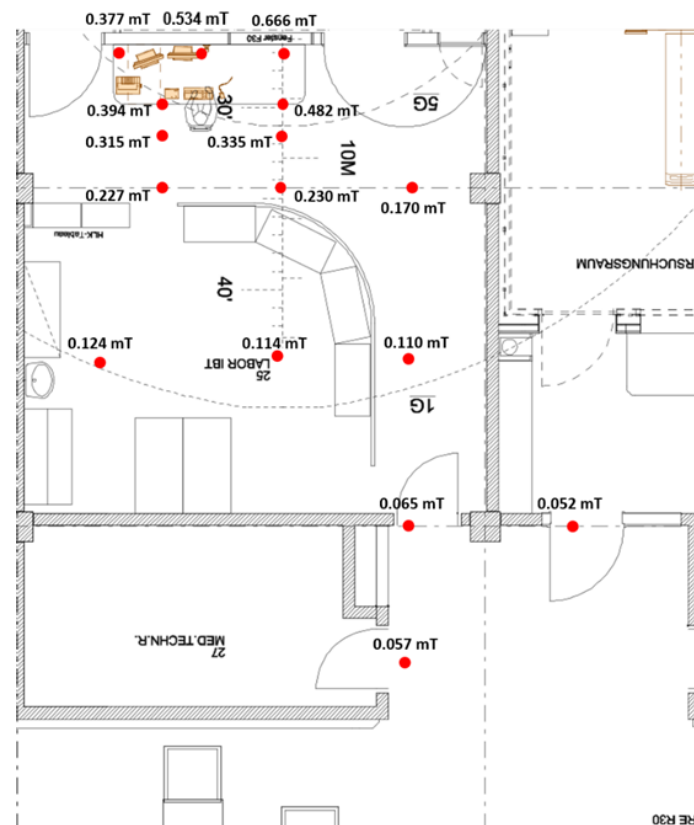 0.377 mT 0.534 mT 0.666 mT
Fenster F30
0.394 mT 30' 0.482 mT 5G
0.315 mT 0.335 mT
10M
0.227 mT 0.230 mT 0.170 mT
HLK-Tableau
RSUCHUNGSRAUM
40'
0.124 mT 0.114 mT 0.110 mT
25
LABOR IBT
1G
0.065 mT 0.052 mT
27
MED.TECHN.R.
0.057 mT
RE R30